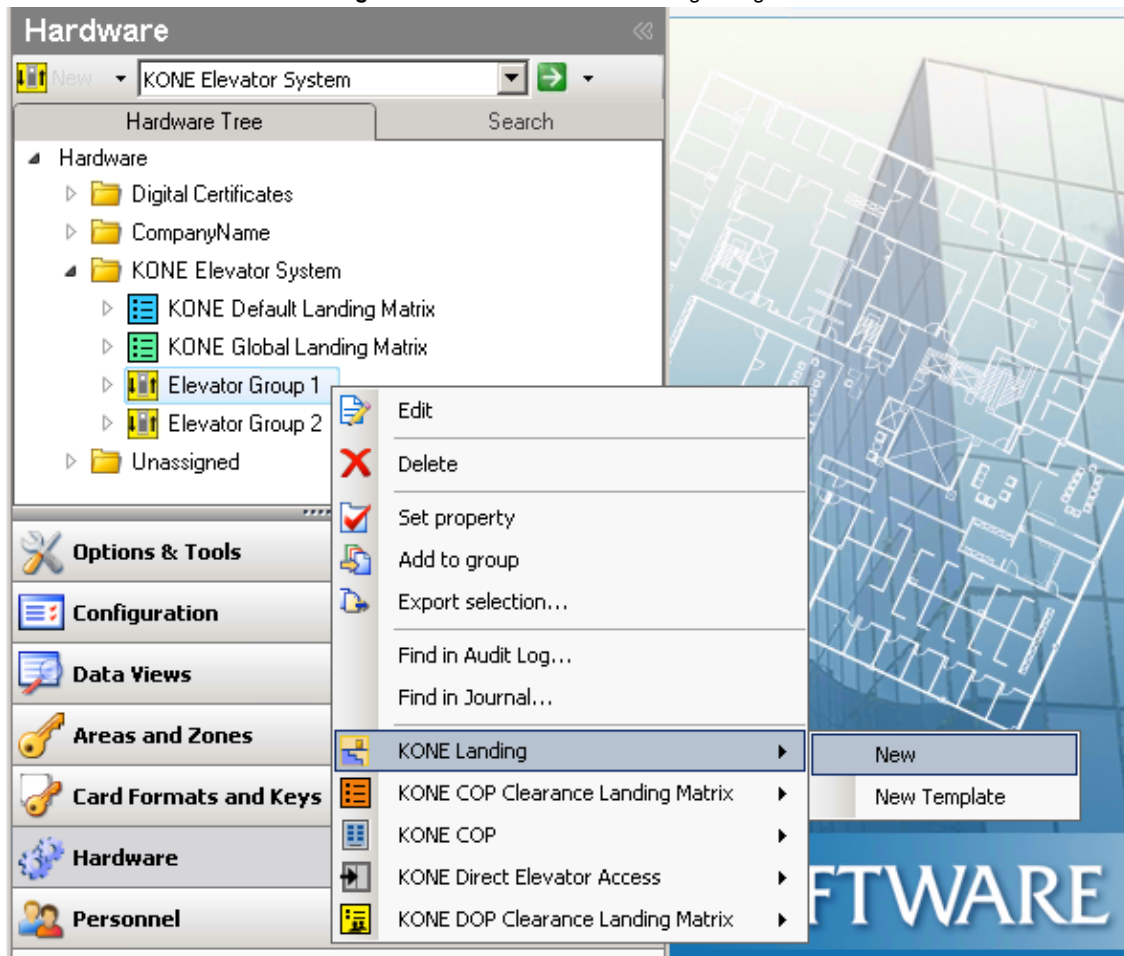 Hardware
New KONE Elevator System
Hardware Tree Search
Hardware
Digital Certificates
CompanyName
KONE Elevator System
KONE Default Landing Matrix
KONE Global Landing Matrix
Elevator Group 1
Elevator Group 2
Unassigned
Edit
Delete
Set property
Add to group
Export selection...
Find in Audit Log...
Find in Journal...
KONE Landing
KONE COP Clearance Landing Matrix
KONE COP
KONE Direct Elevator Access
KONE DOP Clearance Landing Matrix
New
New Template
Options & Tools
Configuration
Data Views
Areas and Zones
Card Formats and Keys
Hardware
Personnel
FTWARE